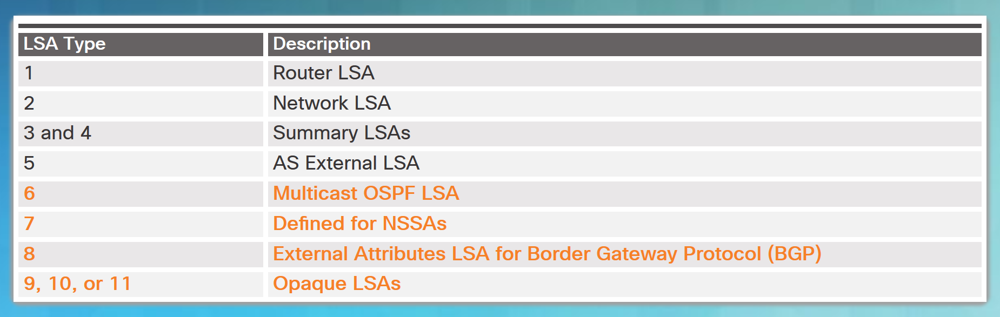 LSA Type Description
1 Router LSA
2 Network LSA
3 and 4 Summary LSAs
5 AS External LSA
6 Multicast OSPF LSA
7 Defined for NSSAs
8 External Attributes LSA for Border Gateway Protocol (BGP)
9, 10, or 11 Opaque LSAs